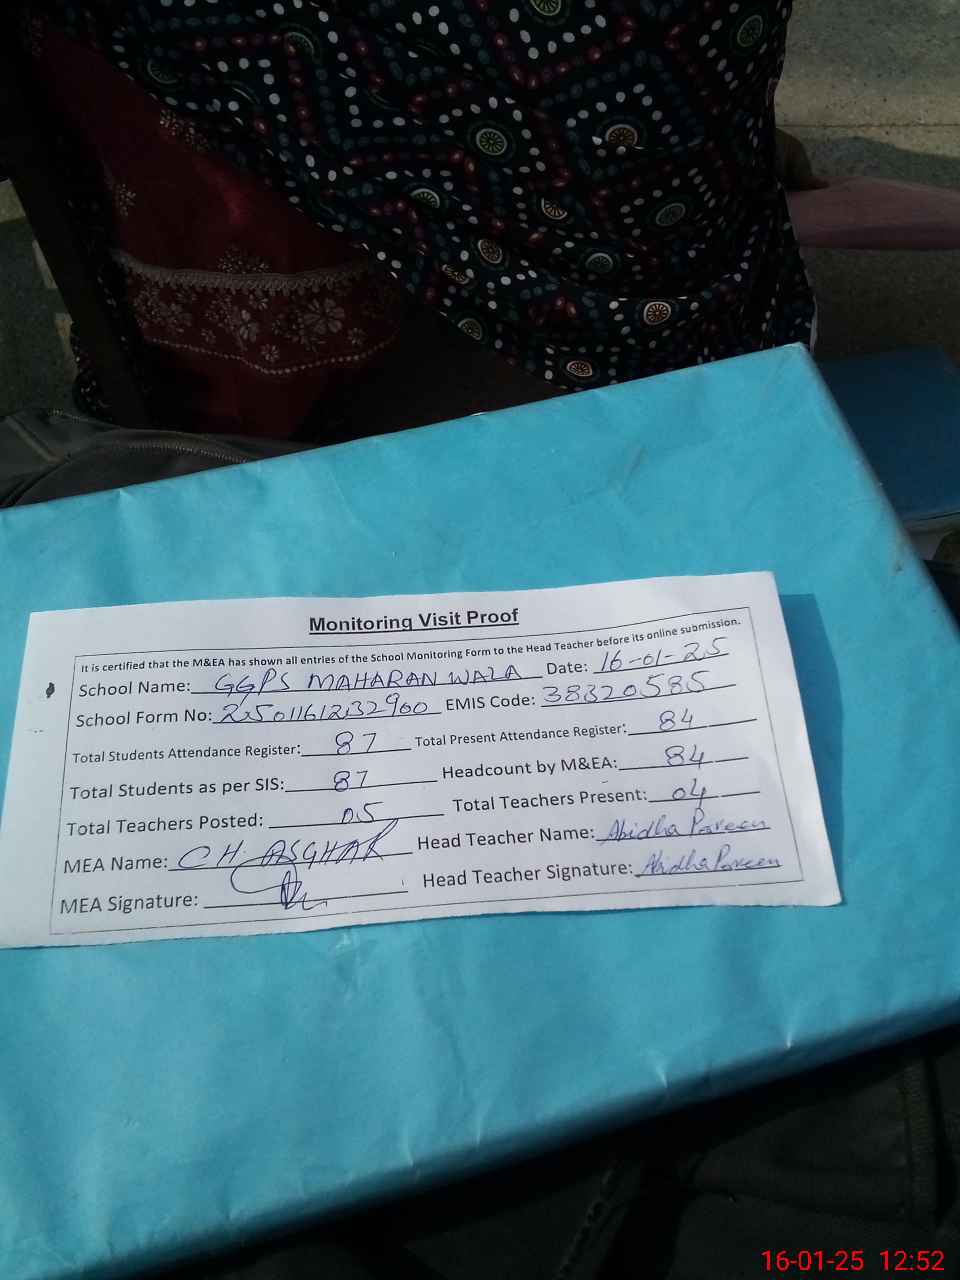 Monitoring Visit Proof
It is certified that the M&EA has shown all entries of the School Monitoring Form to the Head Teacher before its online submission.
School Name: GGPS MAHARAN WALA Date: 16-01-25
School Form No: 2501161232900 EMIS Code: 38320585
Total Students Attendance Register: 87 Total Present Attendance Register: 84
Total Students as per SIS: 87 Headcount by M&EA: 84
Total Teachers Posted: 05 Total Teachers Present: 04
MEA Name: CH. ASGHAR Head Teacher Name: Abidha Parveen
MEA Signature: Head Teacher Signature: Abidha Parveen
16-01-25 12:52